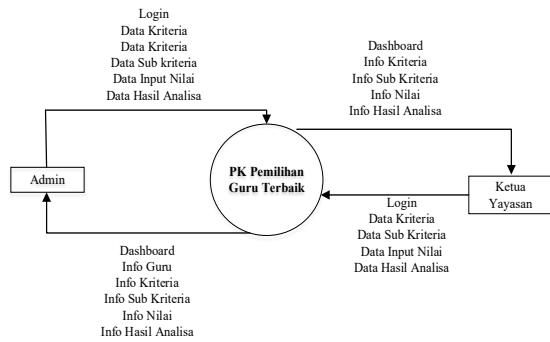 Login
Data Kriteria
Data Kriteria
Data Sub kriteria
Data Input Nilai
Data Hasil Analisa
Dashboard
Info Kriteria
Info Sub Kriteria
Info Nilai
Info Hasil Analisa
Admin
PK Pemilihan
Guru Terbaik
Ketua
Yayasan
Login
Data Kriteria
Data Sub Kriteria
Data Input Nilai
Data Hasil Analisa
Dashboard
Info Guru
Info Kriteria
Info Sub Kriteria
Info Nilai
Info Hasil Analisa